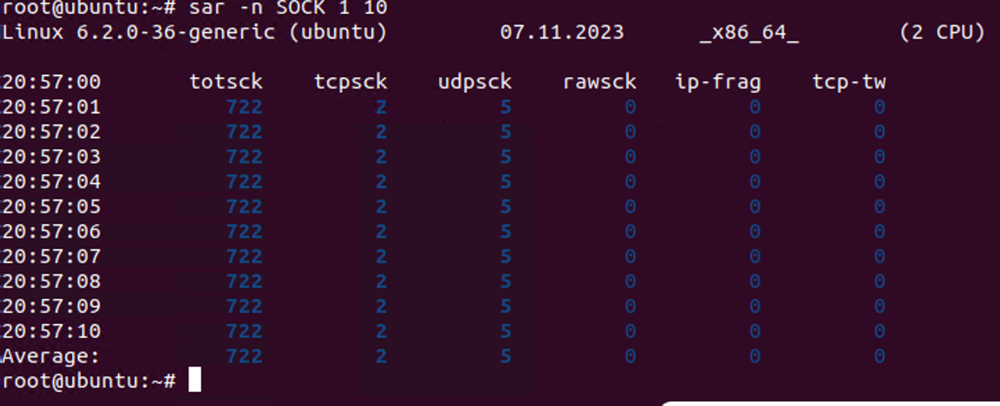 root@ubuntu:~# sar -n SOCK 1 10
Linux 6.2.0-36-generic (ubuntu) 07.11.2023 _x86_64_ (2 CPU)
20:57:00 totsck tcpsck udpsck rawsck ip-frag tcp-tw
20:57:01 722 2 5 0 0 0
20:57:02 722 2 5 0 0 0
20:57:03 722 2 5 0 0 0
20:57:04 722 2 5 0 0 0
20:57:05 722 2 5 0 0 0
20:57:06 722 2 5 0 0 0
20:57:07 722 2 5 0 0 0
20:57:08 722 2 5 0 0 0
20:57:09 722 2 5 0 0 0
20:57:10 722 2 5 0 0 0
Average: 722 2 5 0 0 0
root@ubuntu:~#